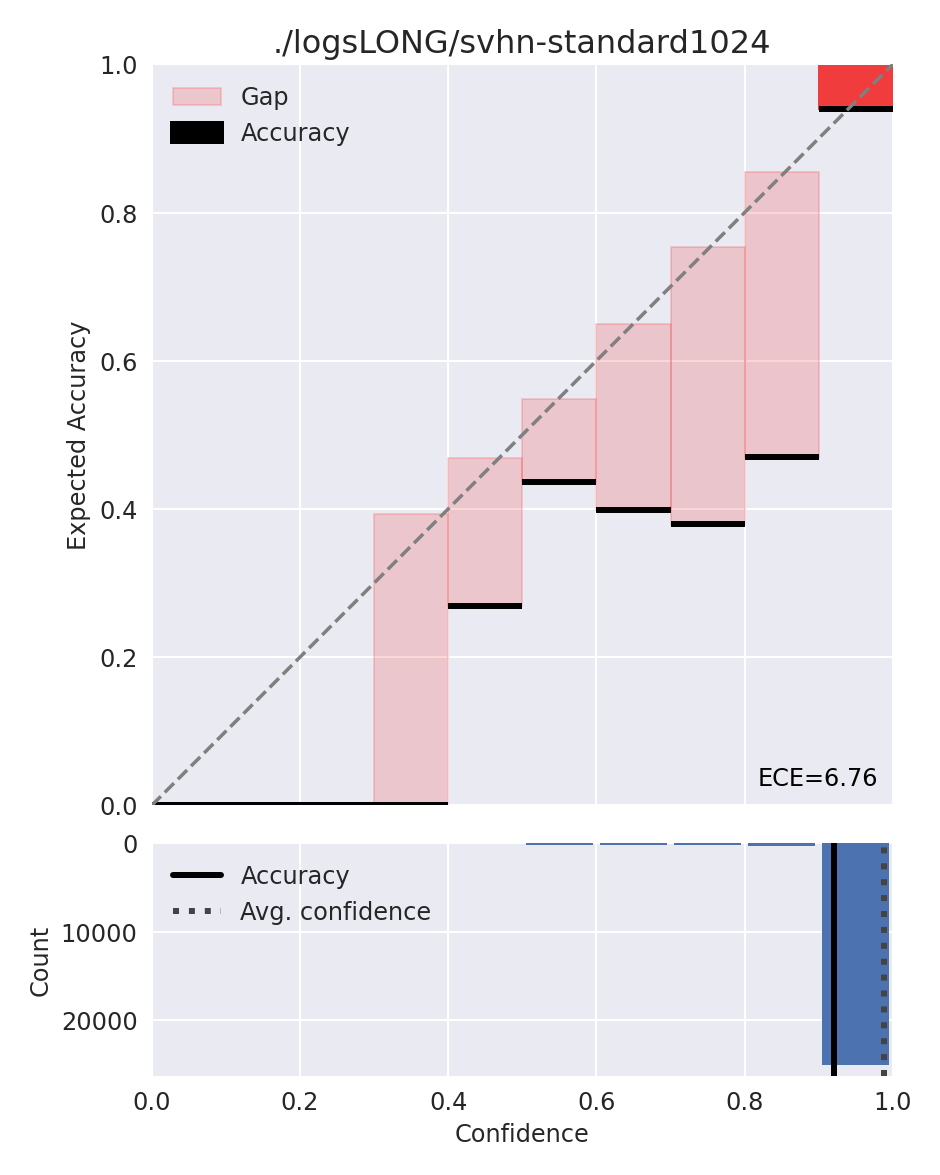 ./logsLONG/svhn-standard1024
1.0
Gap
Accuracy
0.8
0.6
Expected Accuracy
0.4
0.2
ECE=6.76
0.0
0
Accuracy
Avg. confidence
10000
Count
20000
0.0 0.2 0.4 0.6 0.8 1.0
Confidence